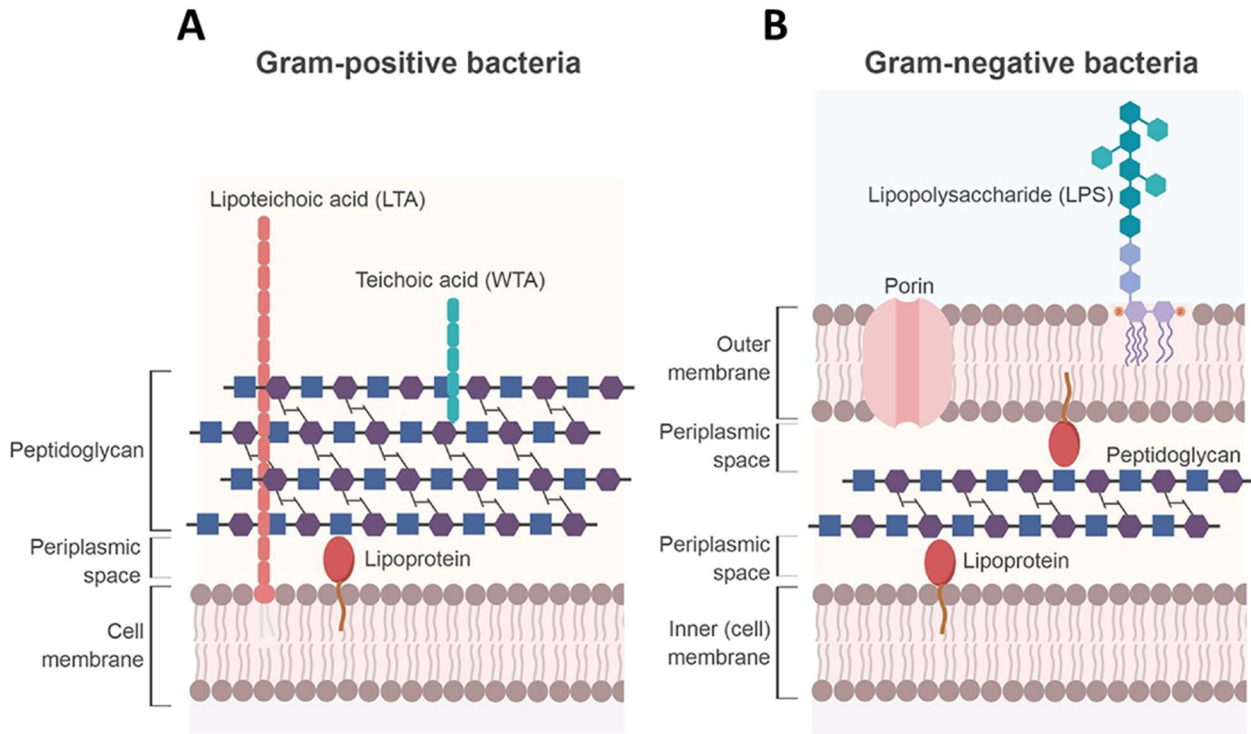 A
Gram-positive bacteria
Lipoteichoic acid (LTA)
Teichoic acid (WTA)
Peptidoglycan
Periplasmic
space
Lipoprotein
Cell
membrane
B
Gram-negative bacteria
Lipopolysaccharide (LPS)
Porin
P
P
Outer
membrane
Periplasmic
space
Peptidoglycan
Periplasmic
space
Lipoprotein
Inner (cell)
membrane